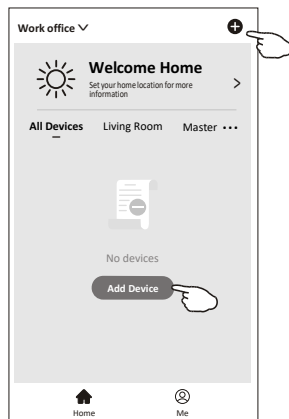 Work office
Welcome Home
Set your home location for more
information
All Devices Living Room Master
No devices
Add Device
Home Me